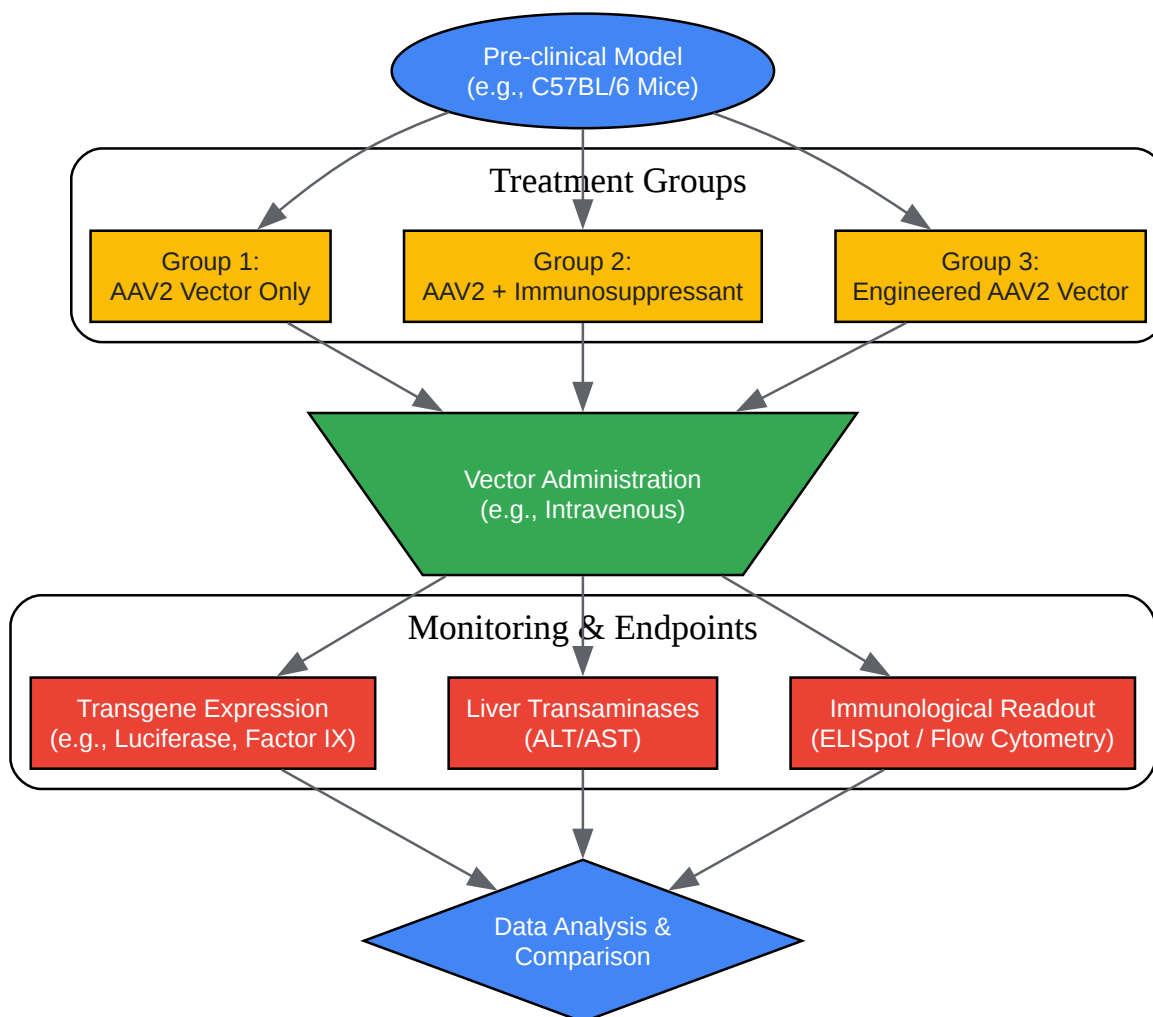 Pre-clinical Model
(e.g., C57BL/6 Mice)
Treatment Groups
Group 1:
AAV2 Vector Only
Group 2:
AAV2 + Immunosuppressant
Group 3:
Engineered AAV2 Vector
Vector Administration
(e.g., Intravenous)
Monitoring & Endpoints
Transgene Expression
(e.g., Luciferase, Factor IX)
Liver Transaminases
(ALT/AST)
Immunological Readout
(ELISpot / Flow Cytometry)
Data Analysis &
Comparison